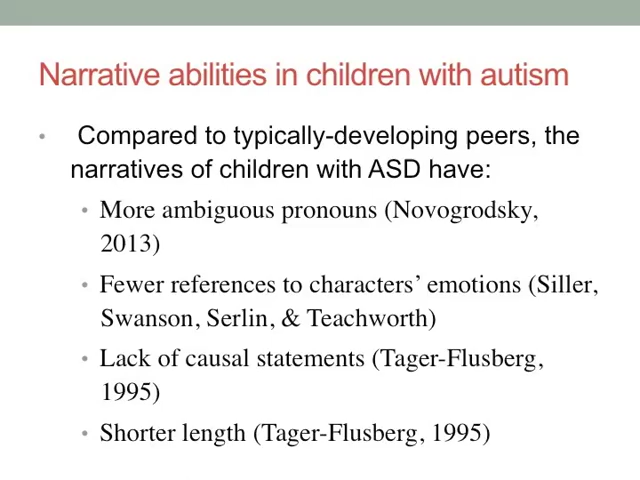 Narrative abilities in children with autism
• Compared to typically-developing peers, the
narratives of children with ASD have:
• More ambiguous pronouns (Novogrodsky,
2013)
• Fewer references to characters’ emotions (Siller,
Swanson, Serlin, & Teachworth)
• Lack of causal statements (Tager-Flusberg,
1995)
• Shorter length (Tager-Flusberg, 1995)